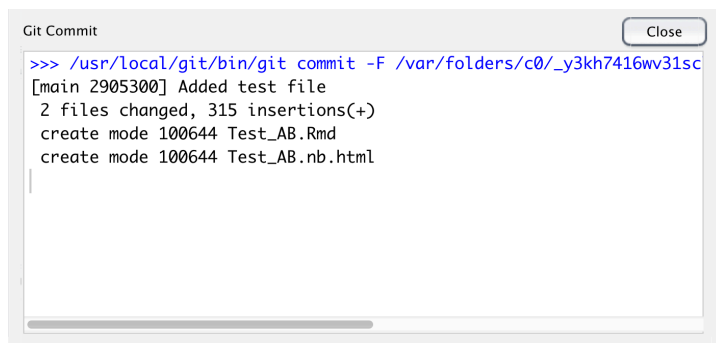 Git Commit
Close
>>> /usr/local/git/bin/git commit -F /var/folders/c0/_y3kh7416wv31sc
[main 2905300] Added test file
2 files changed, 315 insertions(+)
create mode 100644 Test_AB.Rmd
create mode 100644 Test_AB.nb.html